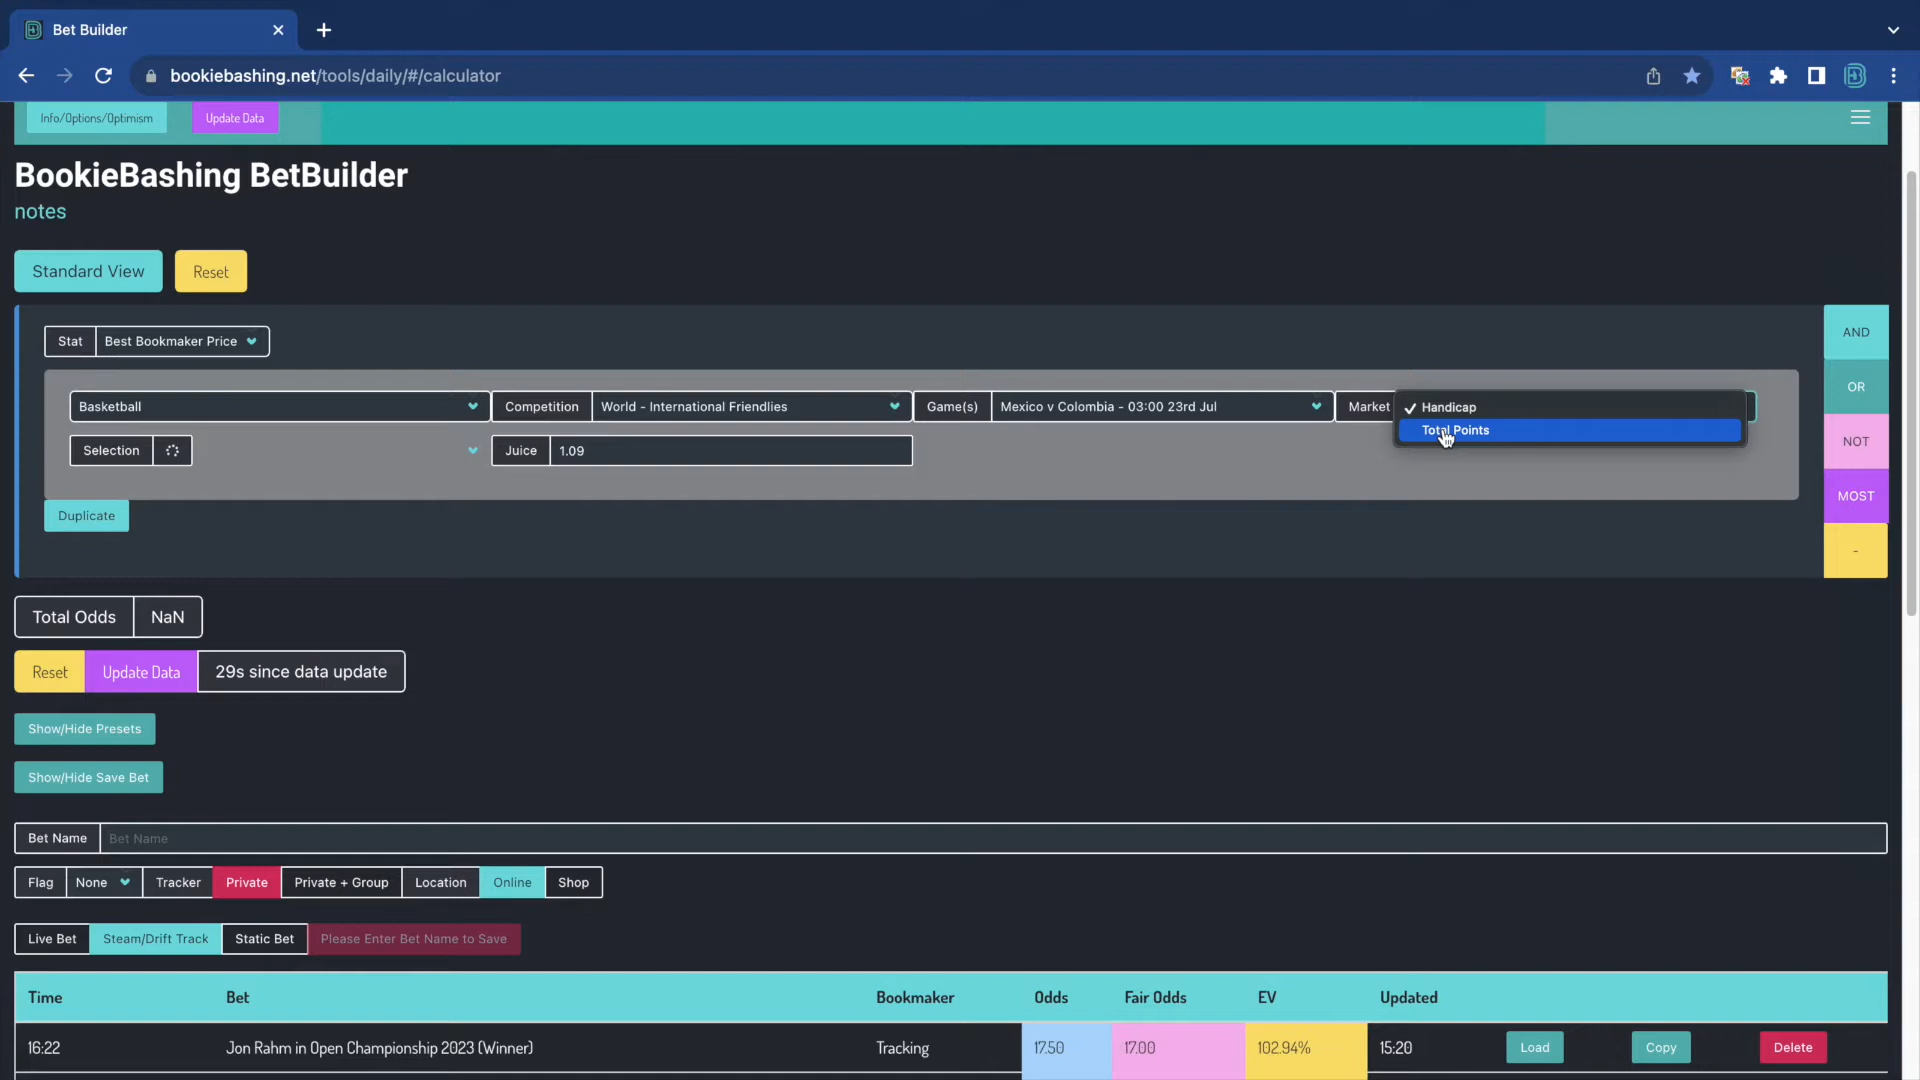 Bet Builder
bookiebashing.net/tools/daily/#/calculator
Info/Options/Optimism Update Data
BookieBashing BetBuilder
notes
Standard View Reset
Stat Best Bookmaker Price
AND
OR
NOT
MOST
-
Basketball Competition World - International Friendlies Game(s) Mexico v Colombia - 03:00 23rd Jul Market Handicap
Total Points
Selection Juice 1.09
Duplicate
Total Odds NaN
Reset Update Data 29s since data update
Show/Hide Presets
Show/Hide Save Bet
Bet Name Bet Name
Flag None Tracker Private Private + Group Location Online Shop
Live Bet Steam/Drift Track Static Bet Please Enter Bet Name to Save
Time Bet Bookmaker Odds Fair Odds EV Updated
16:22 Jon Rahm in Open Championship 2023 (Winner) Tracking 17.50 17.00 102.94% 15:20 Load Copy Delete